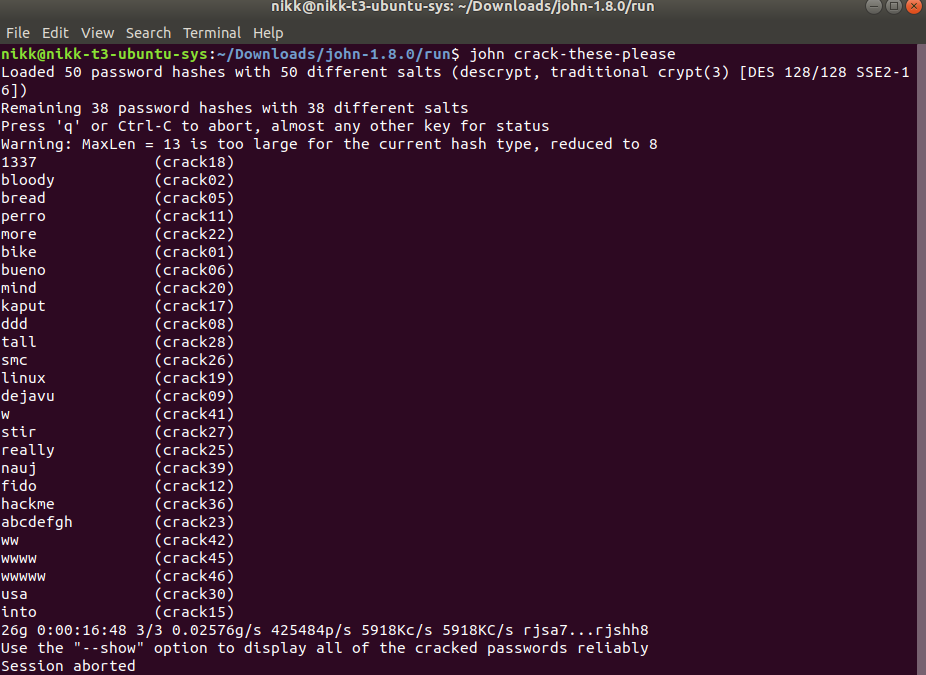 nikk@nikk-t3-ubuntu-sys: ~/Downloads/john-1.8.0/run
File Edit View Search Terminal Help
nikk@nikk-t3-ubuntu-sys:~/Downloads/john-1.8.0/run$ john crack-these-please
Loaded 50 password hashes with 50 different salts (descrypt, traditional crypt(3) [DES 128/128 SSE2-1
6])
Remaining 38 password hashes with 38 different salts
Press 'q' or Ctrl-C to abort, almost any other key for status
Warning: MaxLen = 13 is too large for the current hash type, reduced to 8
1337 (crack18)
bloody (crack02)
bread (crack05)
perro (crack11)
more (crack22)
bike (crack01)
bueno (crack06)
mind (crack20)
kaput (crack17)
ddd (crack08)
tall (crack28)
smc (crack26)
linux (crack19)
dejavu (crack09)
w (crack41)
stir (crack27)
really (crack25)
nauj (crack39)
fido (crack12)
hackme (crack36)
abcdefgh (crack23)
ww (crack42)
wwww (crack45)
wwwww (crack46)
usa (crack30)
into (crack15)
26g 0:00:16:48 3/3 0.02576g/s 425484p/s 5918Kc/s 5918KC/s rjsa7...rjshh8
Use the "--show" option to display all of the cracked passwords reliably
Session aborted